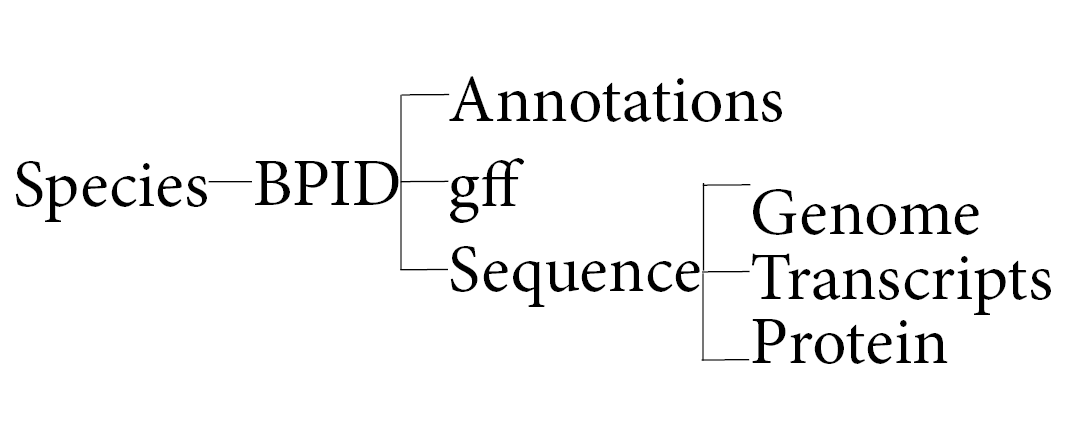 Annotations
Species BPID gff
Genome
Sequence Transcripts
Protein